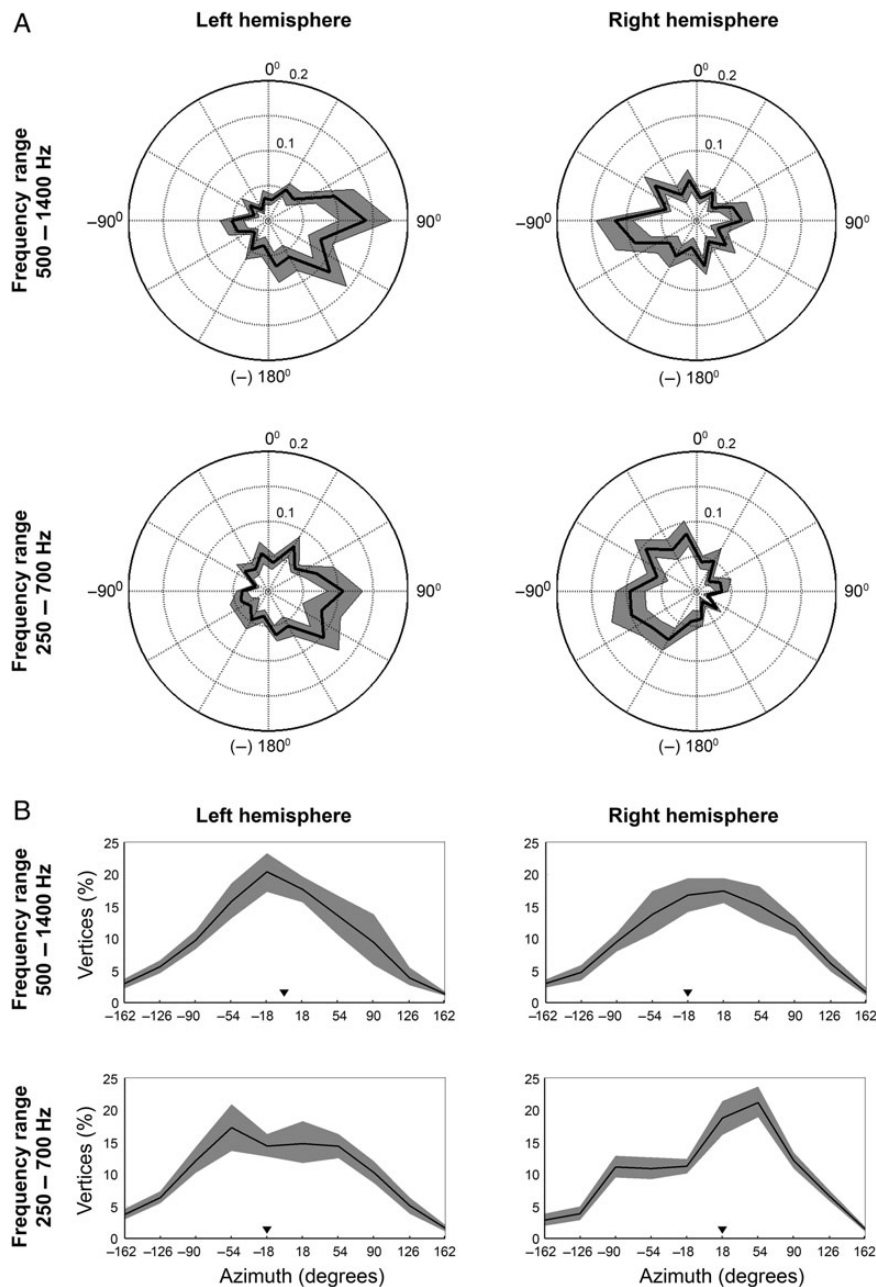 A
Left hemisphere
Right hemisphere
Frequency range
500 – 1400 Hz
0⁰ 0.2
0.1
–90⁰
90⁰
(–) 180⁰
0⁰ 0.2
0.1
–90⁰
90⁰
(–) 180⁰
Frequency range
250 – 700 Hz
0⁰ 0.2
0.1
–90⁰
90⁰
(–) 180⁰
0⁰ 0.2
0.1
–90⁰
90⁰
(–) 180⁰
B
Left hemisphere
Right hemisphere
Frequency range
500 – 1400 Hz
Vertices (%)
25
20
15
10
5
0
–162 –126 –90 –54 –18 18 54 90 126 162
25
20
15
10
5
0
–162 –126 –90 –54 –18 18 54 90 126 162
Frequency range
250 – 700 Hz
Vertices (%)
25
20
15
10
5
0
–162 –126 –90 –54 –18 18 54 90 126 162
Azimuth (degrees)
25
20
15
10
5
0
–162 –126 –90 –54 –18 18 54 90 126 162
Azimuth (degrees)